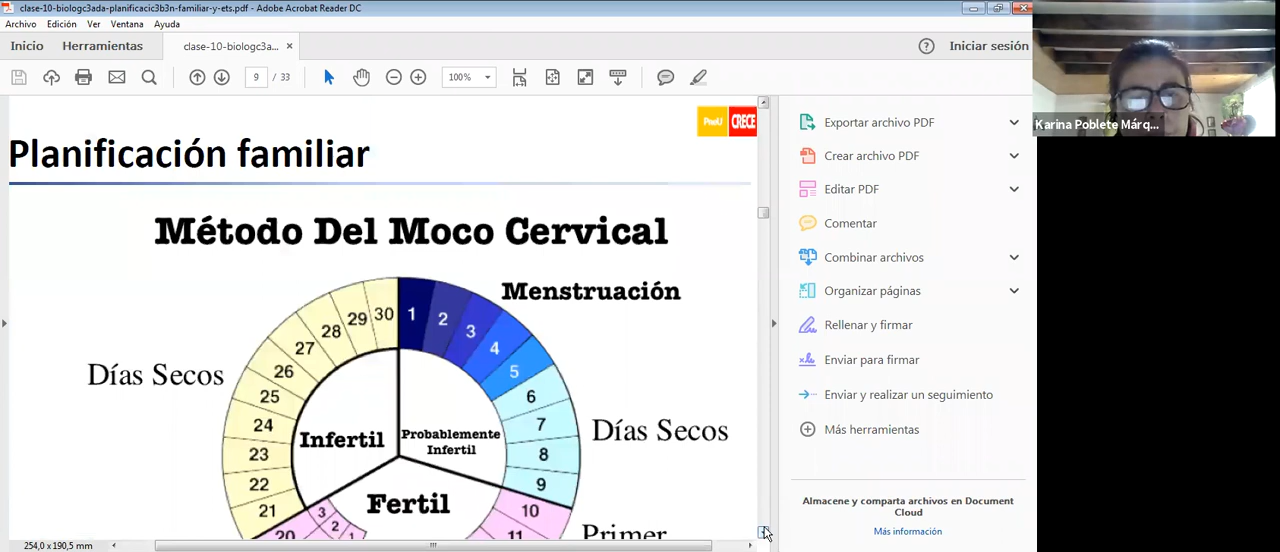 clase-10-biologc3ada-planificacic3b3n-familiar-y-ets.pdf - Adobe Acrobat Reader DC
Archivo Edición Ver Ventana Ayuda
Inicio Herramientas clase-10-biologc3a... × Iniciar sesión
9 / 33 100%
PreU CRECE
Planificación familiar
Método Del Moco Cervical
Menstruación
Días Secos
Días Secos
Primer
Infertil
Probablemente
Infertil
Fertil
1
2
3
4
5
6
7
8
9
10
11
20
21
22
23
24
25
26
27
28
29
30
3
2
1
254,0 x 190,5 mm
Exportar archivo PDF
Crear archivo PDF
Editar PDF
Comentar
Combinar archivos
Organizar páginas
Rellenar y firmar
Enviar para firmar
Enviar y realizar un seguimiento
Más herramientas
Almacene y comparta archivos en Document
Cloud
Más información
Karina Poblete Márq...